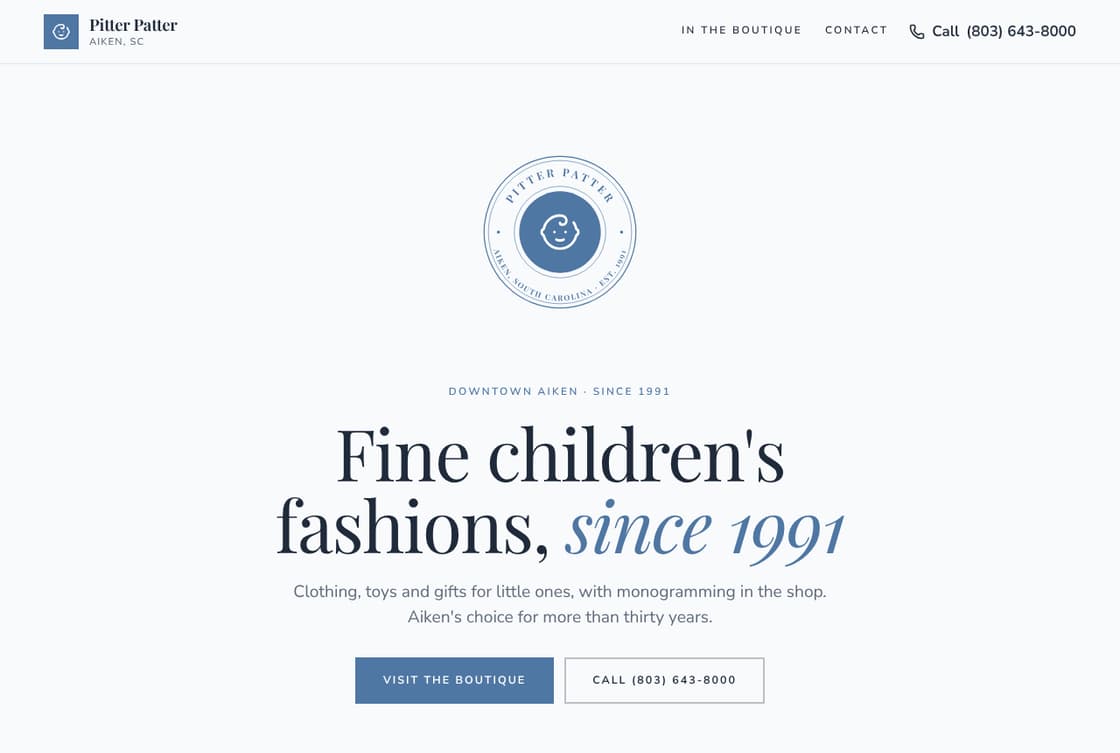 Pitter Patter
AIKEN, SC
IN THE BOUTIQUE
CONTACT
Call (803) 643-8000
PITTER PATTER
AIKEN, SOUTH CAROLINA · EST. 1991
DOWNTOWN AIKEN · SINCE 1991
Fine children's
fashions, since 1991
Clothing, toys and gifts for little ones, with monogramming in the shop.
Aiken's choice for more than thirty years.
VISIT THE BOUTIQUE
CALL (803) 643-8000